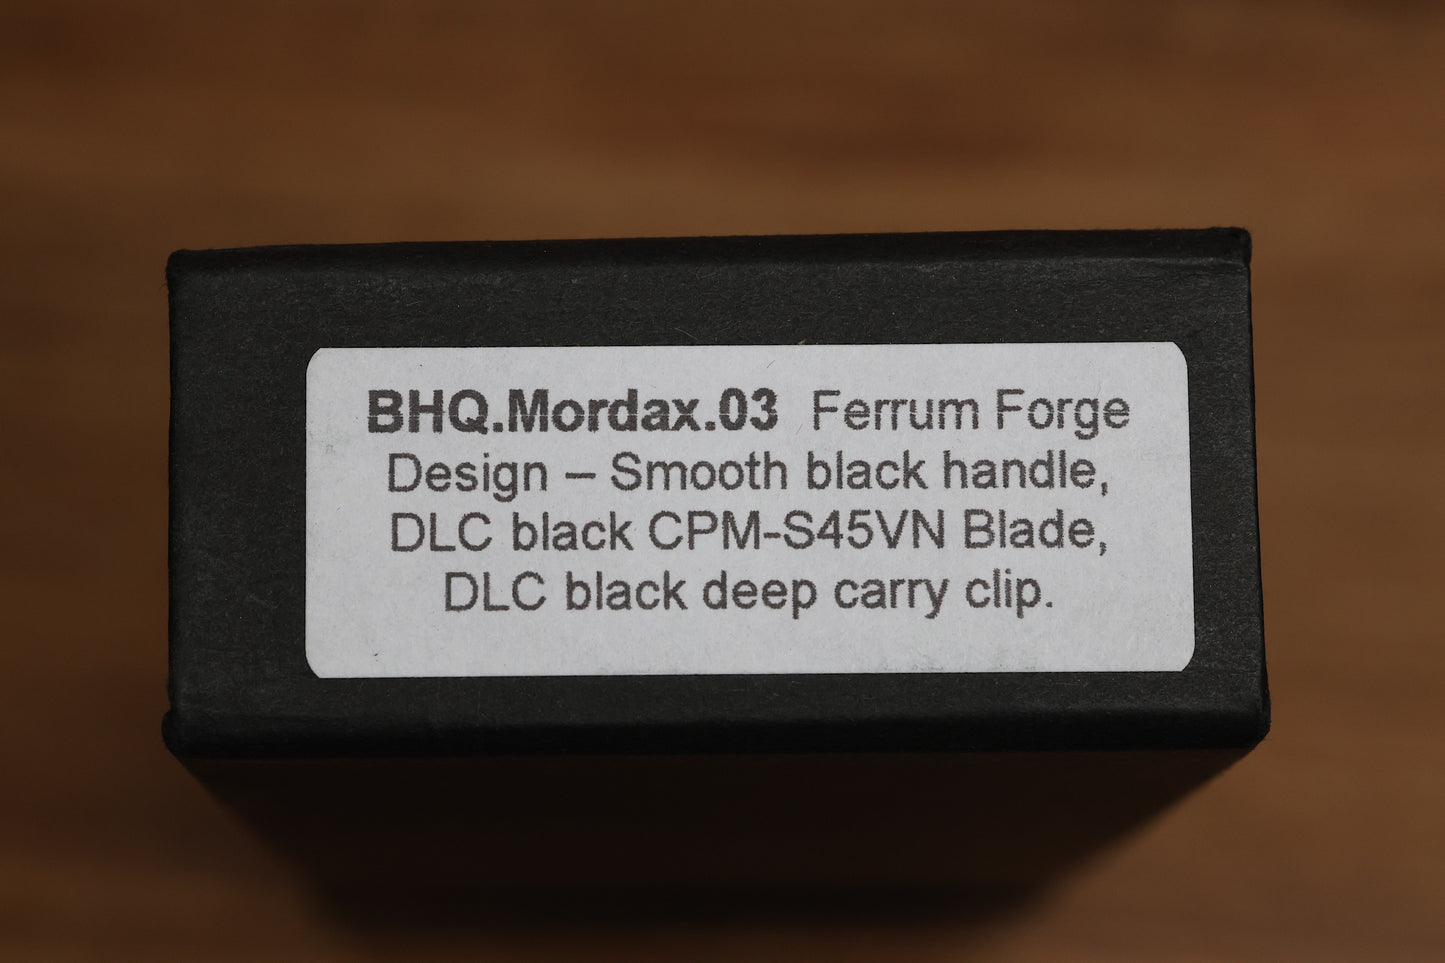 BHQ.Mordax.03 Ferrum Forge
Design – Smooth black handle,
DLC black CPM-S45VN Blade,
DLC black deep carry clip.